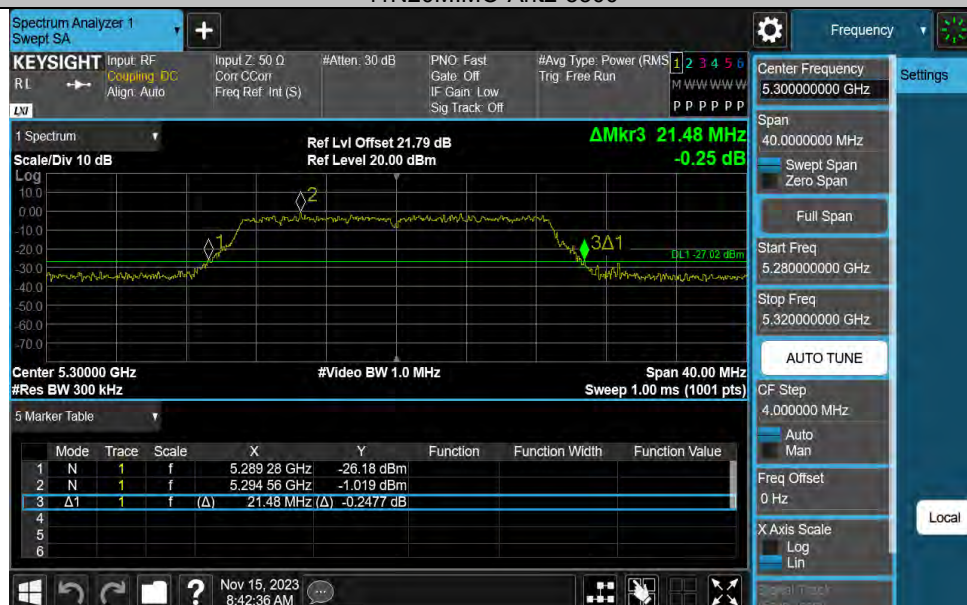 Spectrum Analyzer 1
Swept SA
Frequency
KEYSIGHT
Input: RF
Coupling: DC
Align: Auto
Input Z: 50 Ω
Corr CCorr
Freq Ref: Int (S)
#Atten: 30 dB
PNO: Fast
Gate: Off
IF Gain: Low
Sig Track: Off
#Avg Type: Power (RMS
Trig: Free Run
1 2 3 4 5 6
M W W W W W
P P P P P P
RL
LXI
1 Spectrum
Scale/Div 10 dB
Log
Ref Lvl Offset 21.79 dB
Ref Level 20.00 dBm
ΔMkr3 21.48 MHz
-0.25 dB
10.0
0.00
-10.0
-20.0
-30.0
-40.0
-50.0
-60.0
-70.0
1
2
3Δ1
DL1 -27.02 dBm
Center 5.30000 GHz
#Res BW 300 kHz
#Video BW 1.0 MHz
Span 40.00 MHz
Sweep 1.00 ms (1001 pts)
5 Marker Table
Mode Trace Scale X Y Function Function Width Function Value
1 N 1 f 5.289 28 GHz -26.18 dBm
2 N 1 f 5.294 56 GHz -1.019 dBm
3 Δ1 1 f (Δ) 21.48 MHz (Δ) -0.2477 dB
4
5
6
?
Nov 15, 2023
8:42:36 AM
Center Frequency
5.300000000 GHz
Span
40.0000000 MHz
Swept Span
Zero Span
Full Span
Start Freq
5.280000000 GHz
Stop Freq
5.320000000 GHz
AUTO TUNE
CF Step
4.000000 MHz
Auto
Man
Freq Offset
0 Hz
X Axis Scale
Log
Lin
Signal Track
Settings
Local